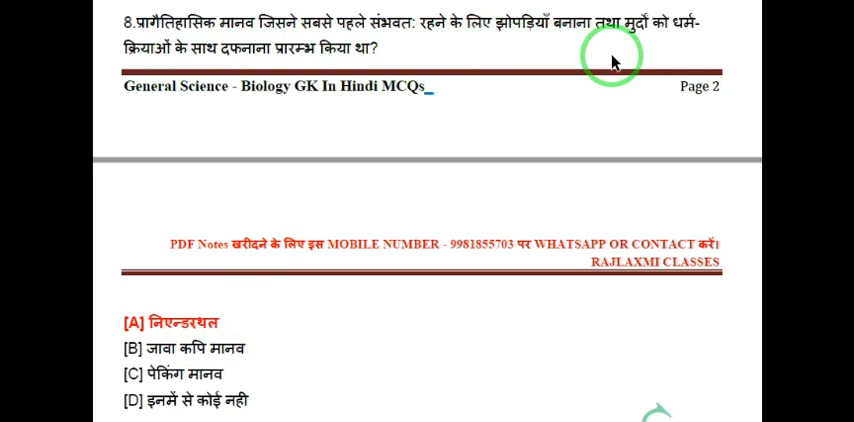 8.प्रागैतिहासिक मानव जिसने सबसे पहले संभवत: रहने के लिए झोपड़ियाँ बनाना तथा मुर्दों को धर्म-
क्रियाओं के साथ दफनाना प्रारम्भ किया था?
General Science - Biology GK In Hindi MCQs_
Page 2
PDF Notes खरीदने के लिए इस MOBILE NUMBER - 9981855703 पर WHATSAPP OR CONTACT करें।
RAJLAXMI CLASSES
[A] निएन्डरथल
[B] जावा कपि मानव
[C] पेकिंग मानव
[D] इनमें से कोई नही